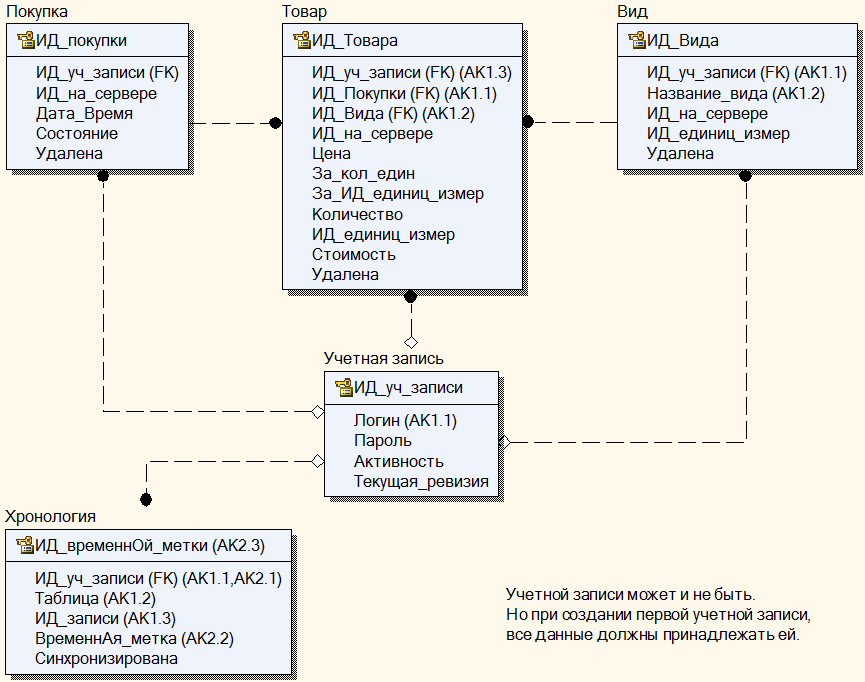 Покупка
ИД_покупки
ИД_уч_записи (FK)
ИД_на_сервере
Дата_Время
Состояние
Удалена
Товар
ИД_Товара
ИД_уч_записи (FK) (AK1.3)
ИД_Покупки (FK) (AK1.1)
ИД_Вида (FK) (AK1.2)
ИД_на_сервере
Цена
За_кол_един
За_ИД_единиц_измер
Количество
ИД_единиц_измер
Стоимость
Удалена
Вид
ИД_Вида
ИД_уч_записи (FK) (AK1.1)
Название_вида (AK1.2)
ИД_на_сервере
ИД_единиц_измер
Удалена
Учетная запись
ИД_уч_записи
Логин (AK1.1)
Пароль
Активность
Текущая_ревизия
Хронология
ИД_временнОй_метки (AK2.3)
ИД_уч_записи (FK) (AK1.1,AK2.1)
Таблица (AK1.2)
ИД_записи (AK1.3)
ВременнАя_метка (AK2.2)
Синхронизирована
Учетной записи может и не быть.
Но при создании первой учетной записи,
все данные должны принадлежать ей.